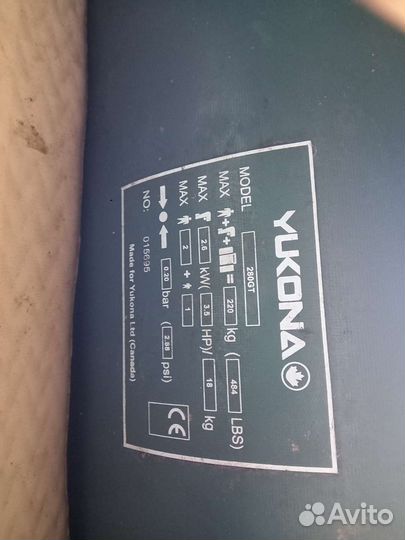 YUKONA
MODEL 280GT
MAX + + = 220 kg ( 484 LBS)
MAX 2.6 kW( 3.5 HP)/ 18 kg
MAX 2 + 1
0.20 bar ( 2.88 psi)
NO: 015695
Made for Yukona Ltd (Canada)
CE
Avito